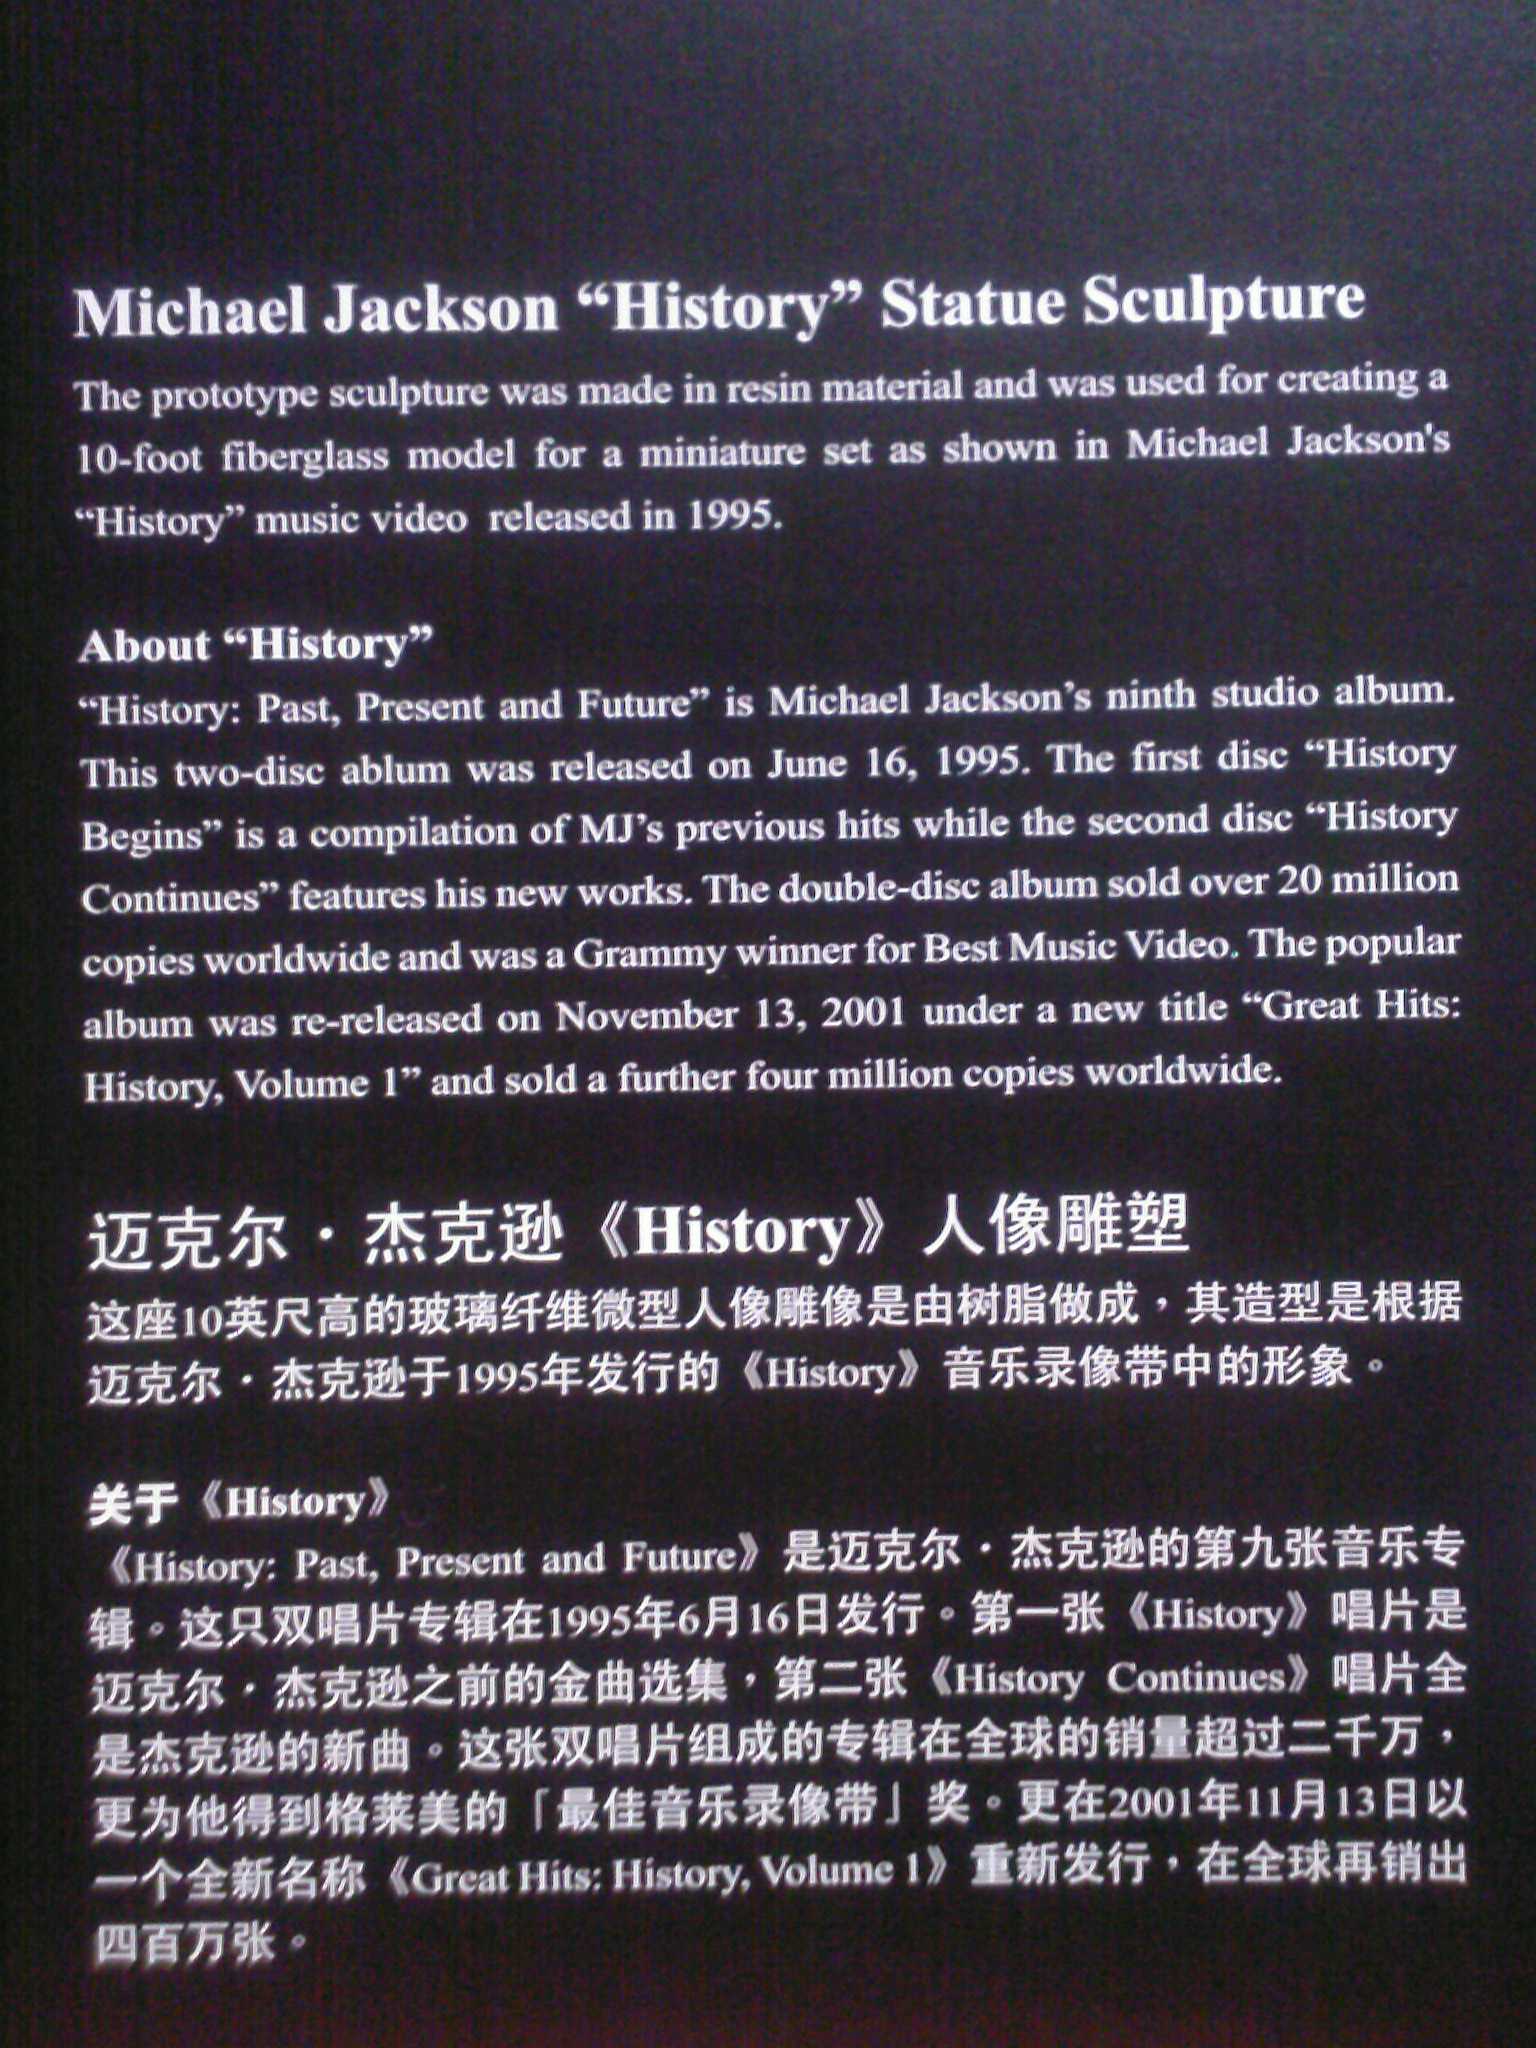 Michael Jackson “History” Statue Sculpture
The prototype sculpture was made in resin material and was used for creating a
10-foot fiberglass model for a miniature set as shown in Michael Jackson's
“History” music video released in 1995.
About “History”
“History: Past, Present and Future” is Michael Jackson’s ninth studio album.
This two-disc ablum was released on June 16, 1995. The first disc “History
Begins” is a compilation of MJ’s previous hits while the second disc “History
Continues” features his new works. The double-disc album sold over 20 million
copies worldwide and was a Grammy winner for Best Music Video. The popular
album was re-released on November 13, 2001 under a new title “Great Hits:
History, Volume 1” and sold a further four million copies worldwide.
迈克尔·杰克逊《History》人像雕塑
这座10英尺高的玻璃纤维微型人像雕像是由树脂做成，其造型是根据
迈克尔·杰克逊于1995年发行的《History》音乐录像带中的形象。
关于《History》
《History: Past, Present and Future》是迈克尔·杰克逊的第九张音乐专
辑。这只双唱片专辑在1995年6月16日发行。第一张《History》唱片是
迈克尔·杰克逊之前的金曲选集，第二张《History Continues》唱片全
是杰克逊的新曲。这张双唱片组成的专辑在全球的销量超过二千万，
更为他得到格莱美的「最佳音乐录像带」奖。更在2001年11月13日以
一个全新名称《Great Hits: History, Volume 1》重新发行，在全球再销出
四百万张。